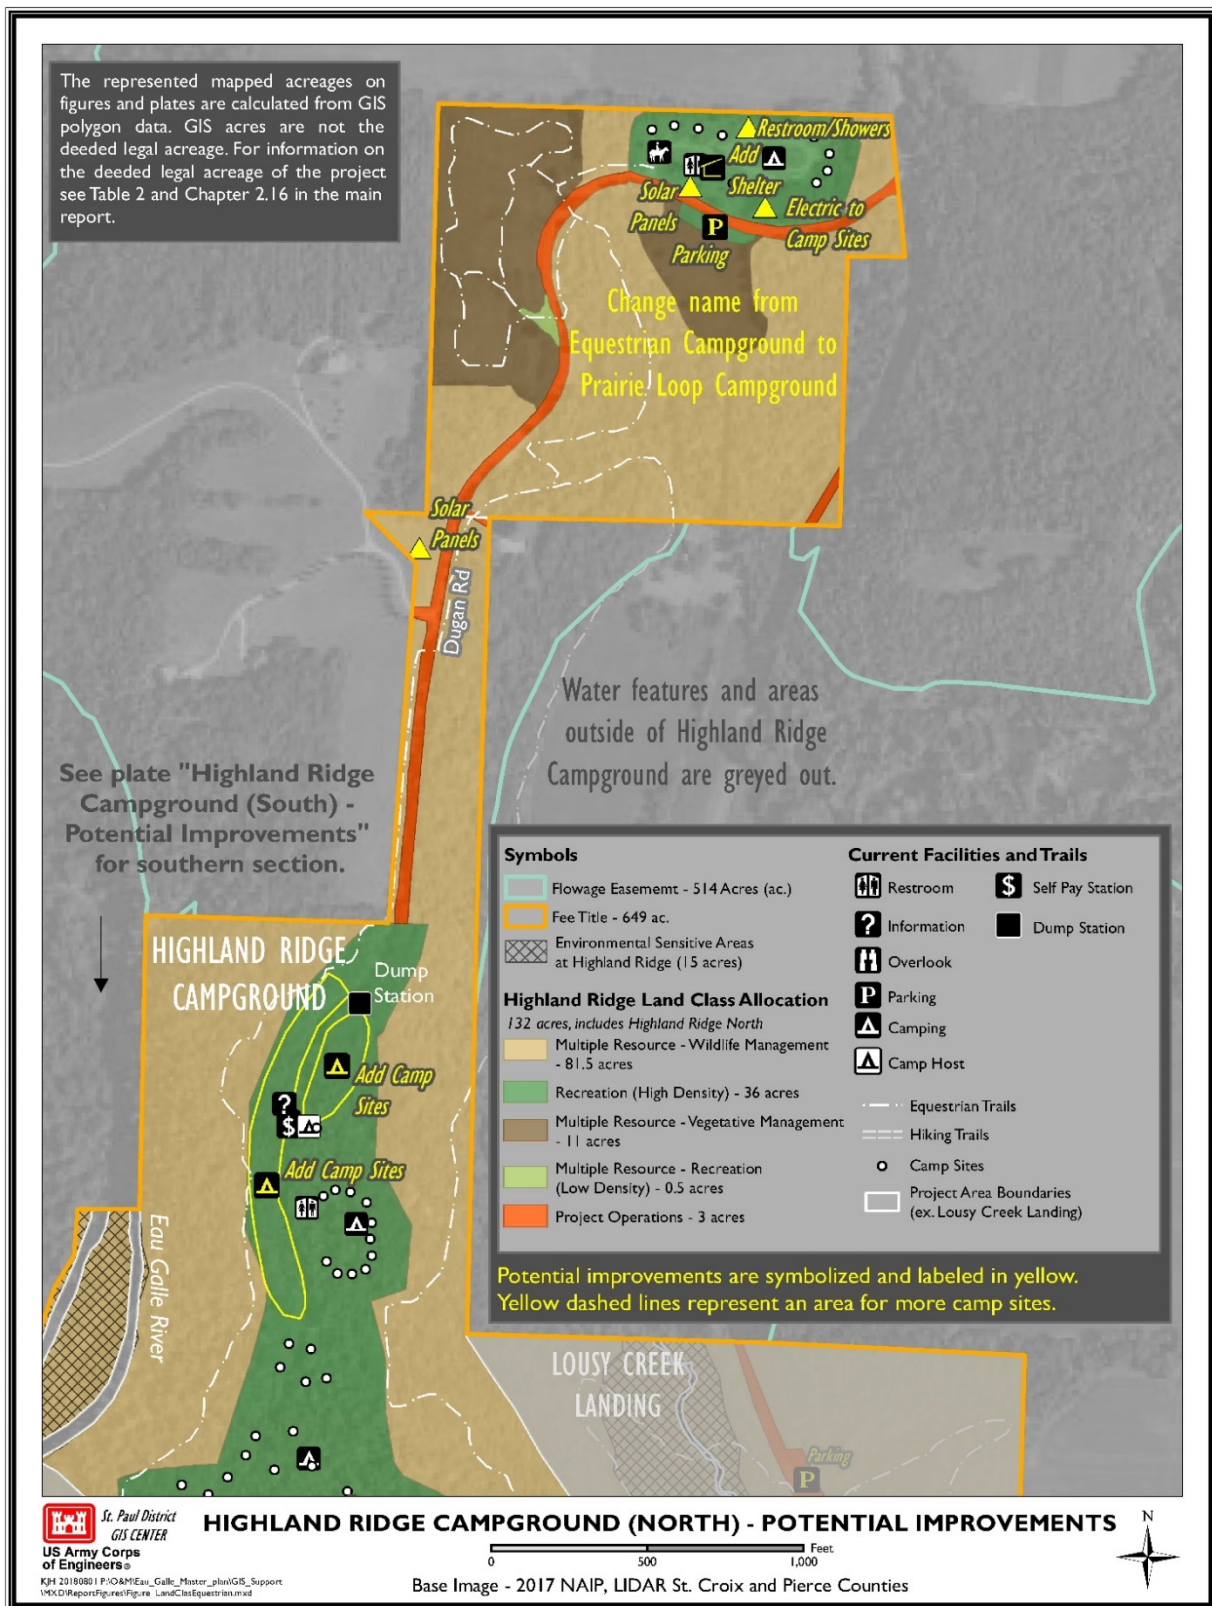 The represented mapped acreages on
figures and plates are calculated from GIS
polygon data. GIS acres are not the
deeded legal acreage. For information on
the deeded legal acreage of the project
see Table 2 and Chapter 2.16 in the main
report.
Restroom/Showers
Add
Shelter
Solar
Panels
Electric to
Camp Sites
P
Parking
Change name from
Equestrian Campground to
Prairie Loop Campground
Solar
Panels
Dugan Rd
Water features and areas
outside of Highland Ridge
Campground are greyed out.
See plate "Highland Ridge
Campground (South) -
Potential Improvements"
for southern section.
HIGHLAND RIDGE
CAMPGROUND
Dump
Station
Add Camp
Sites
?
$
Add Camp Sites
Eau Galle River
Symbols
Flowage Easememt - 514 Acres (ac.)
Fee Title - 649 ac.
Environmental Sensitive Areas
at Highland Ridge (15 acres)
Highland Ridge Land Class Allocation
132 acres, includes Highland Ridge North
Multiple Resource - Wildlife Management
- 81.5 acres
Recreation (High Density) - 36 acres
Multiple Resource - Vegetative Management
- 11 acres
Multiple Resource - Recreation
(Low Density) - 0.5 acres
Project Operations - 3 acres
Current Facilities and Trails
Restroom
$ Self Pay Station
? Information
Dump Station
Overlook
P Parking
Camping
Camp Host
Equestrian Trails
Hiking Trails
Camp Sites
Project Area Boundaries
(ex. Lousy Creek Landing)
Potential improvements are symbolized and labeled in yellow.
Yellow dashed lines represent an area for more camp sites.
LOUSY CREEK
LANDING
Parking
P
St. Paul District
GIS CENTER
US Army Corps
of Engineers®
HIGHLAND RIDGE CAMPGROUND (NORTH) - POTENTIAL IMPROVEMENTS
N
Feet
0 500 1,000
Base Image - 2017 NAIP, LIDAR St. Croix and Pierce Counties
KJH 20180801 P:\O&M\Eau_Galle_Master_plan\GIS_Support
\MXD\ReportFigures\Figure_LandClasEquestrian.mxd